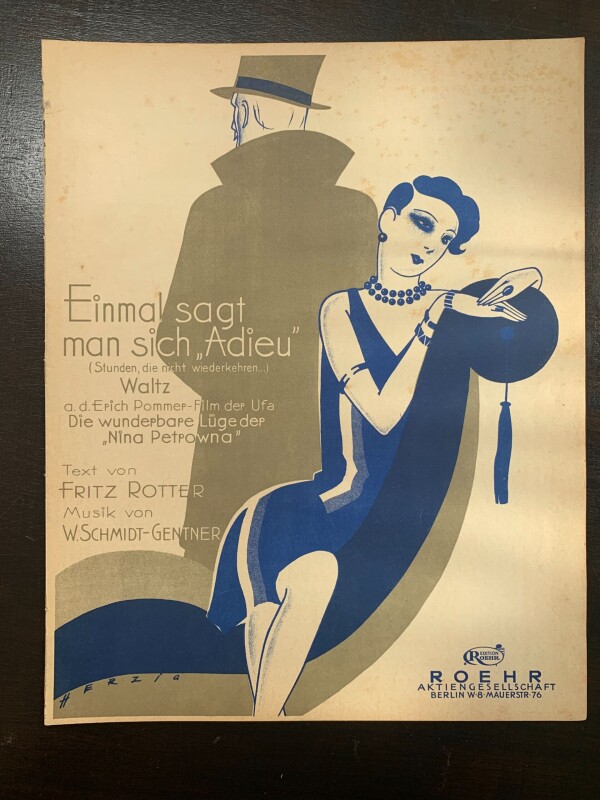 Einmal sagt
man sich „Adieu"
(Stunden, die nicht wiederkehren...)
Waltz
a. d. Erich Pommer-Film der Ufa
Die wunderbare Lüge der
„Nina Petrowna"
Text von
FRITZ ROTTER
Musik von
W. SCHMIDT-GENTNER
HERZIG
EDITION
ROEHR
ROEHR
AKTIENGESELLSCHAFT
BERLIN W·8·MAUERSTR·76